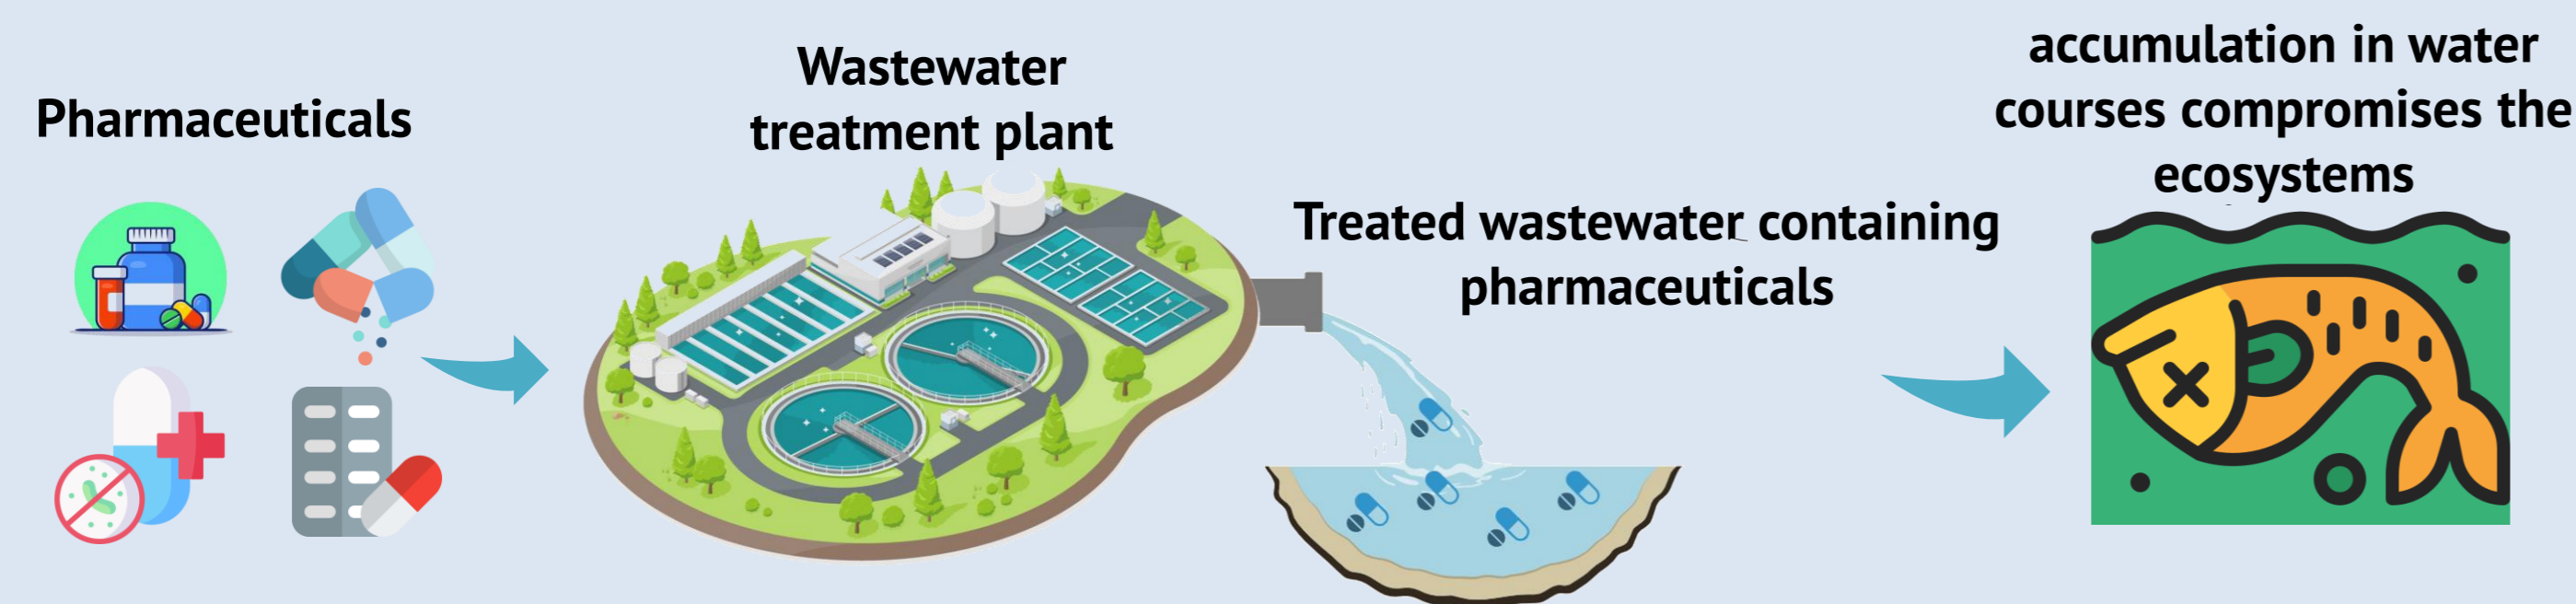 Pharmaceuticals
Wastewater
treatment plant
Treated wastewater containing
pharmaceuticals
accumulation in water
courses compromises the
ecosystems